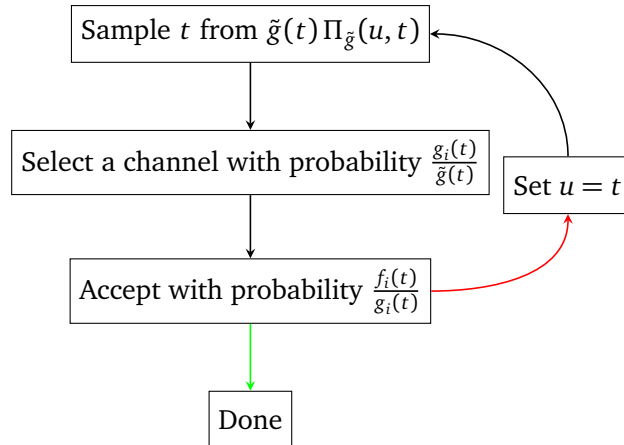 Sample t from g̃(t) Π_g̃(u, t)
Select a channel with probability g_i(t)/g̃(t)
Set u = t
Accept with probability f_i(t)/g_i(t)
Done